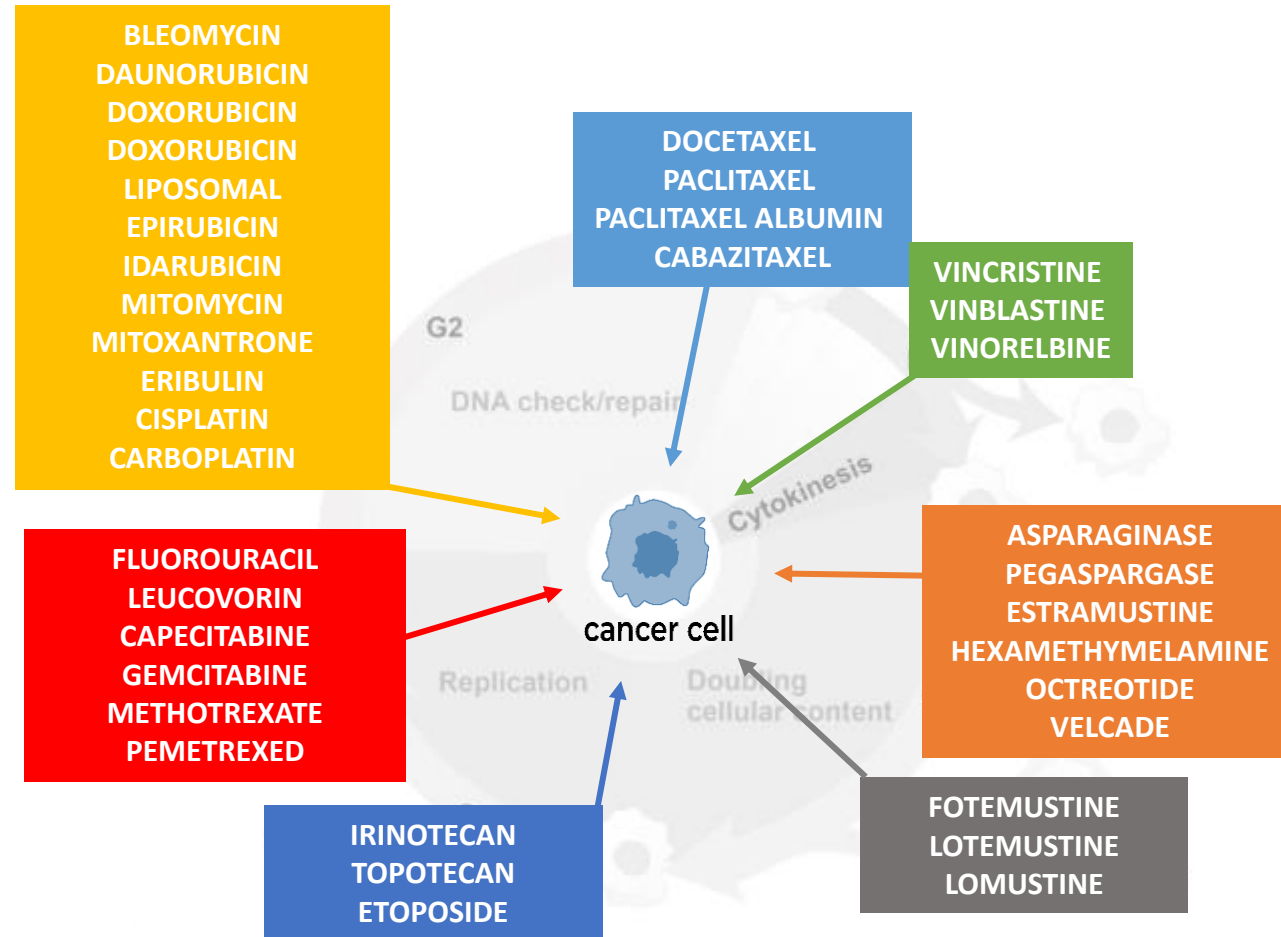 BLEOMYCIN
DAUNORUBICIN
DOXORUBICIN
DOXORUBICIN
LIPOSOMAL
EPIRUBICIN
IDARUBICIN
MITOMYCIN
MITOXANTRONE
ERIBULIN
CISPLATIN
CARBOPLATIN
DOCETAXEL
PACLITAXEL
PACLITAXEL ALBUMIN
CABAZITAXEL
VINCRISTINE
VINBLASTINE
VINORELBINE
G2
DNA check/repair
Cytokinesis
cancer cell
FLUOROURACIL
LEUCOVORIN
CAPECITABINE
GEMCITABINE
METHOTREXATE
PEMETREXED
ASPARAGINASE
PEGASPARGASE
ESTRAMUSTINE
HEXAMETHYMELAMINE
OCTREOTIDE
VELCADE
Replication
Doubling
cellular content
IRINOTECAN
TOPOTECAN
ETOPOSIDE
FOTEMUSTINE
LOTEMUSTINE
LOMUSTINE